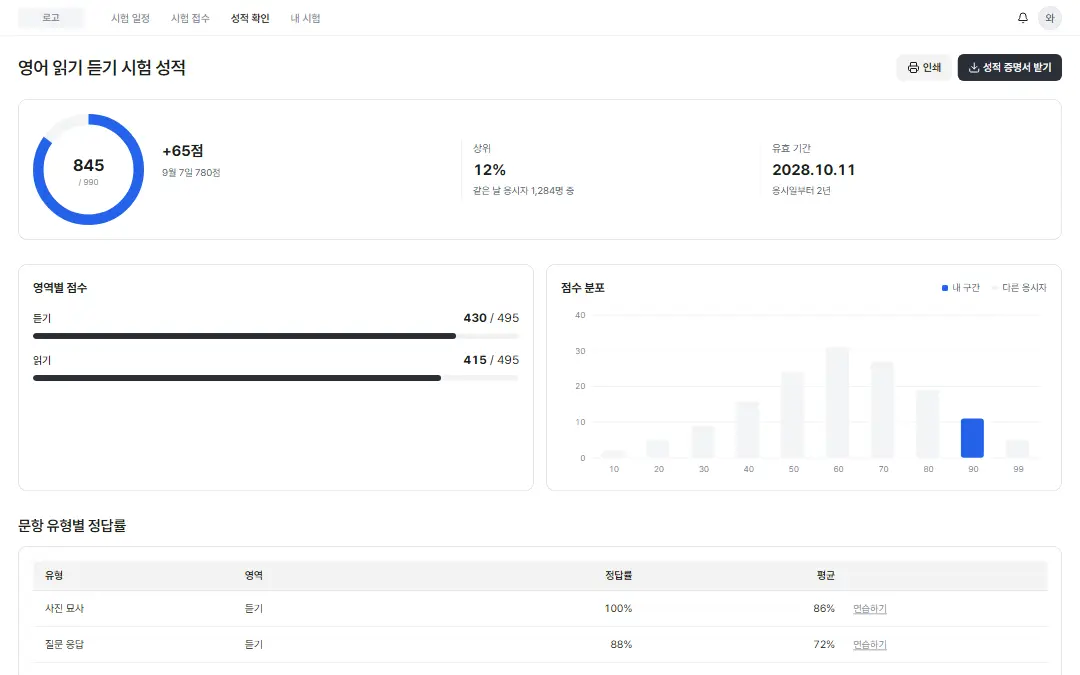 로고 시험 일정 시험 접수 성적 확인 내 시험 와
영어 읽기 듣기 시험 성적
인쇄 성적 증명서 받기
845
/ 990
+65점
9월 7일 780점
상위
12%
같은 날 응시자 1,284명 중
유효 기간
2028.10.11
응시일부터 2년
영역별 점수
듣기 430 / 495
읽기 415 / 495
점수 분포
내 구간 다른 응시자
40
30
20
10
0
10 20 30 40 50 60 70 80 90 99
문항 유형별 정답률
유형 영역 정답률 평균
사진 묘사 듣기 100% 86% 연습하기
질문 응답 듣기 88% 72% 연습하기